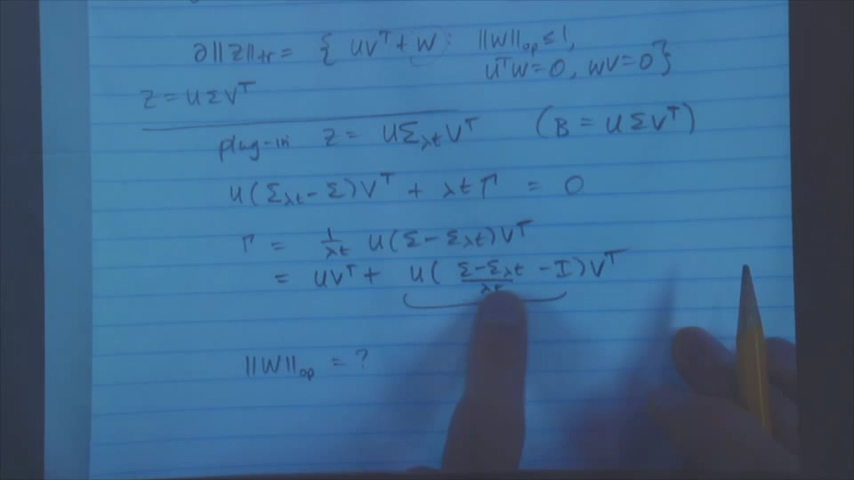 ∂||Z||tr = { UVᵀ + W : ||W||op ≤ 1,
UᵀW = 0, WV = 0 }
Z = UΣVᵀ
plug-in Z = UΣλtVᵀ (B = UΣVᵀ)
U(Σλt - Σ)Vᵀ + λtΓ = 0
Γ = 1/λt U(Σ - Σλt)Vᵀ
= UVᵀ + U( Σ-Σλt/λt - I)Vᵀ
||W||op = ?